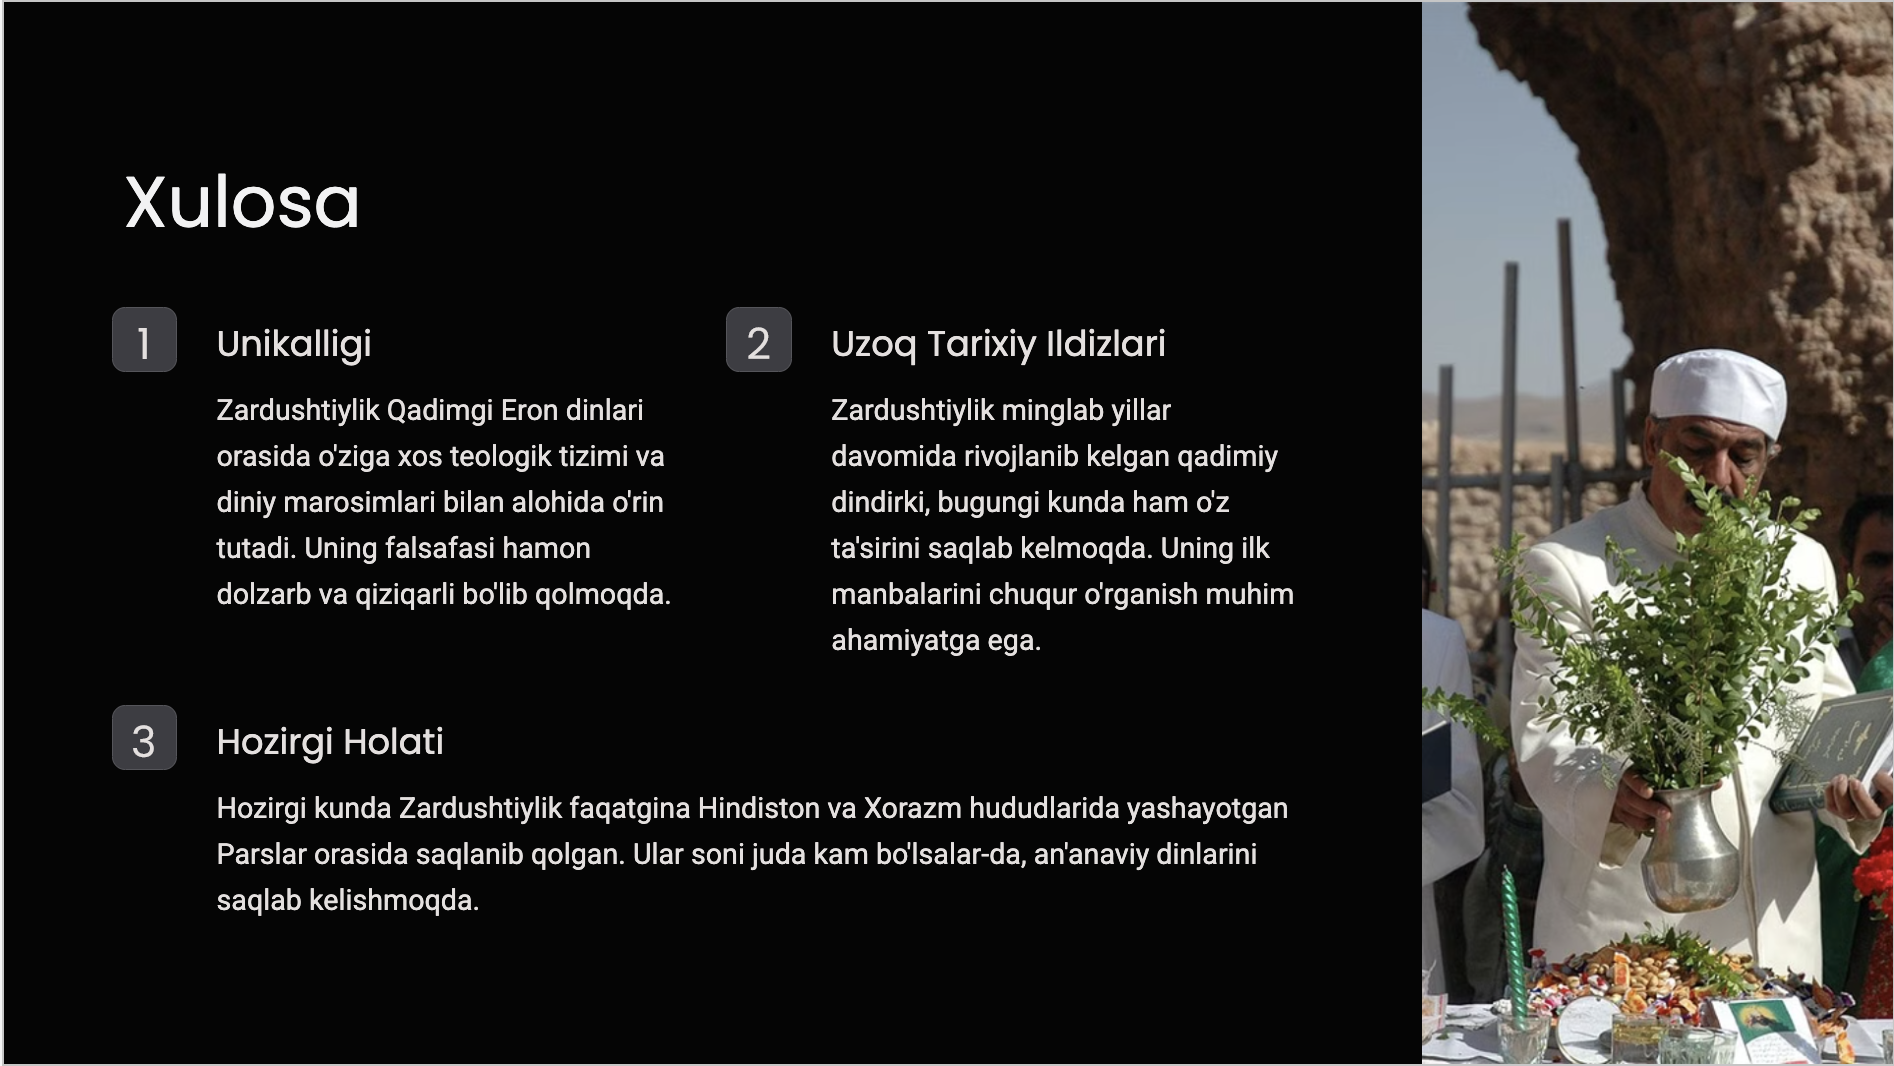 Xulosa
1
Unikalligi
Zardushtiylik Qadimgi Eron dinlari
orasida o'ziga xos teologik tizimi va
diniy marosimlari bilan alohida o'rin
tutadi. Uning falsafasi hamon
dolzarb va qiziqarli bo'lib qolmoqda.
2
Uzoq Tarixiy Ildizlari
Zardushtiylik minglab yillar
davomida rivojlanib kelgan qadimiy
dindirki, bugungi kunda ham o'z
ta'sirini saqlab kelmoqda. Uning ilk
manbalarini chuqur o'rganish muhim
ahamiyatga ega.
3
Hozirgi Holati
Hozirgi kunda Zardushtiylik faqatgina Hindiston va Xorazm hududlarida yashayotgan
Parslar orasida saqlanib qolgan. Ular soni juda kam bo'lsalar-da, an'anaviy dinlarini
saqlab kelishmoqda.